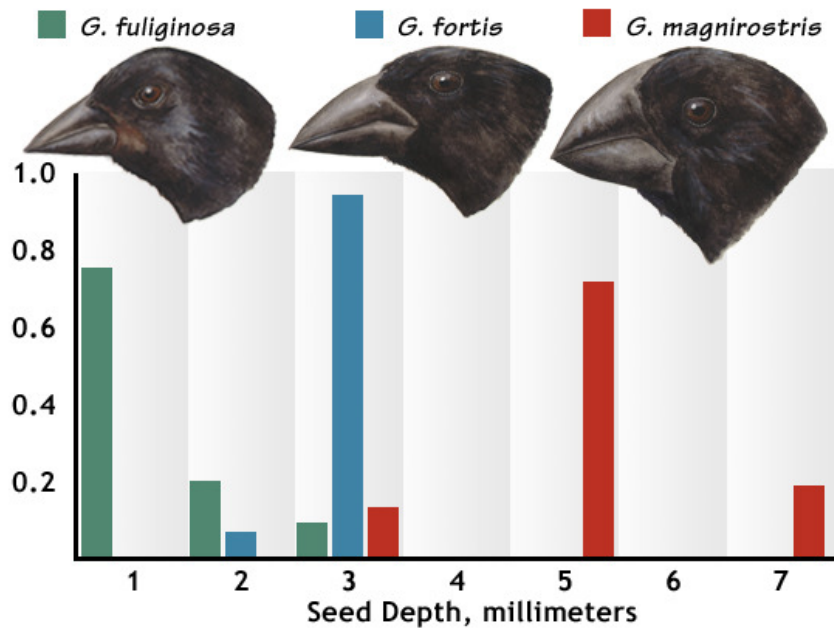 G. fuliginosa G. fortis G. magnirostris
1.0
0.8
0.6
0.4
0.2
1 2 3 4 5 6 7
Seed Depth, millimeters